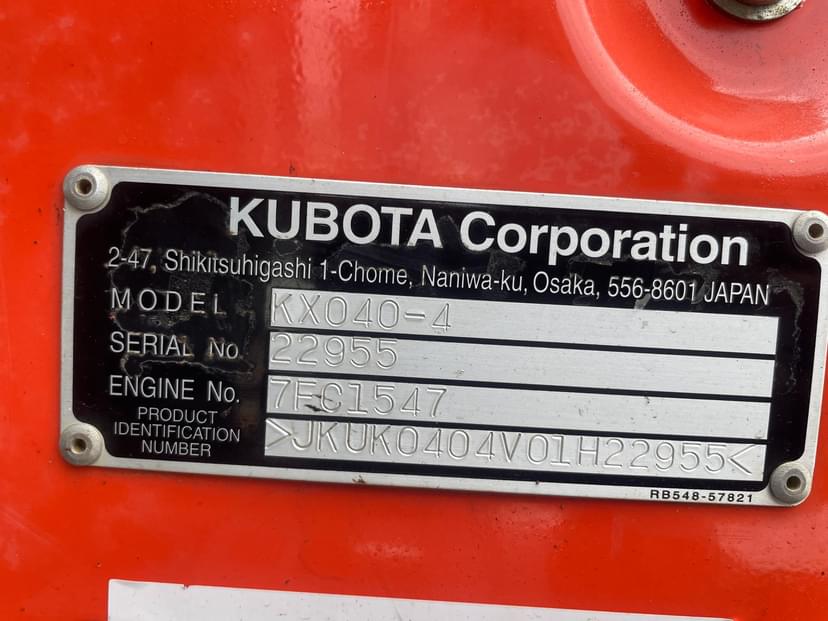 KUBOTA Corporation
2-47, Shikitsuhigashi 1-Chome, Naniwa-ku, Osaka, 556-8601 JAPAN
MODEL KX040-4
SERIAL No. 22955
ENGINE No. 7FC1547
PRODUCT IDENTIFICATION NUMBER >JKUK0404V01H22955<
RB548-57821